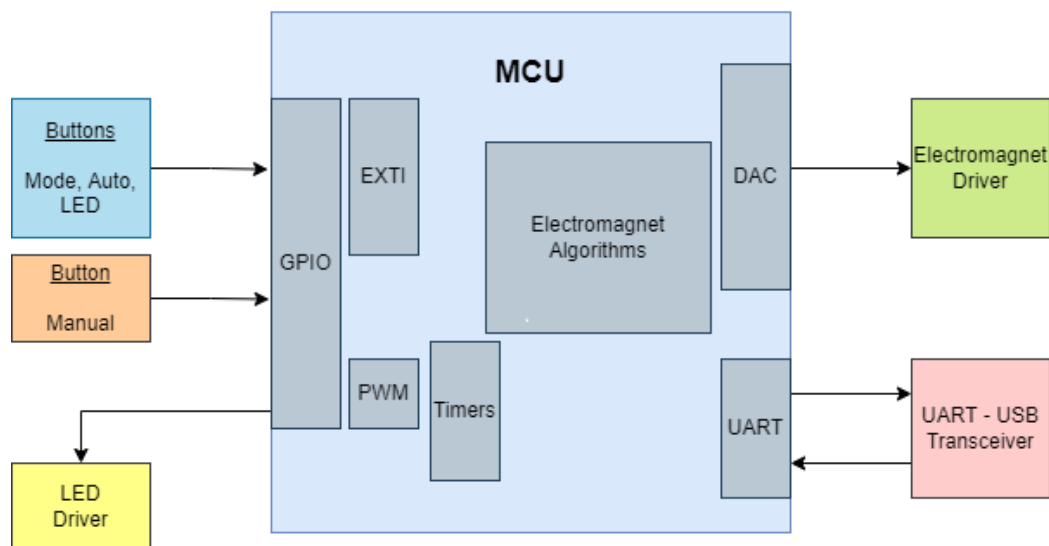 MCU
Buttons
Mode, Auto,
LED
Button
Manual
GPIO
EXTI
Electromagnet
Algorithms
DAC
Electromagnet
Driver
PWM
Timers
UART
UART - USB
Transceiver
LED
Driver